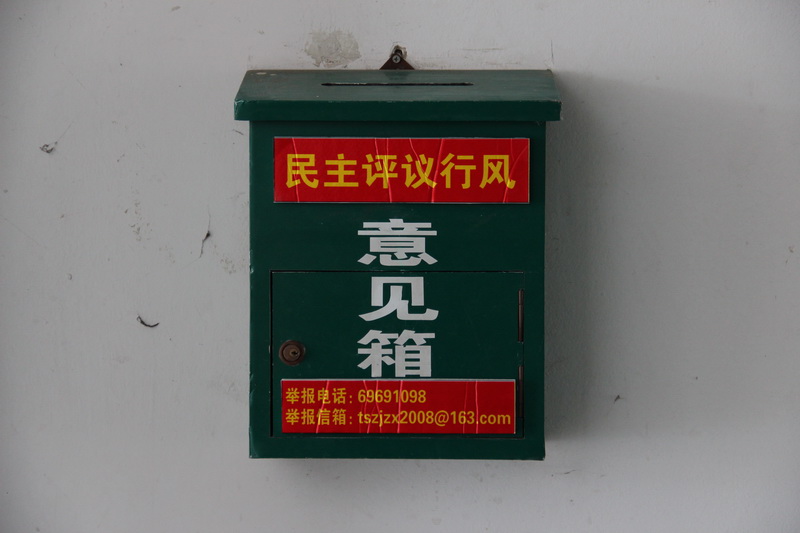 民主评议行风
意
见
箱
举报电话：69691098
举报信箱：tszjzx2008@163.com